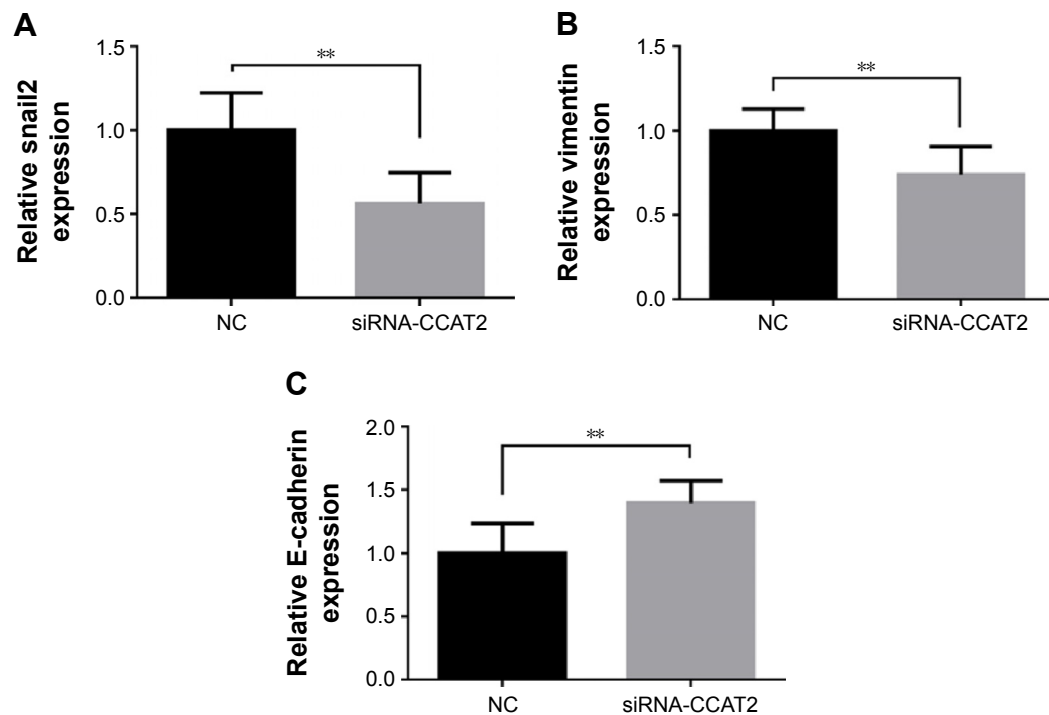 A
Relative snail2
expression
1.5
1.0
0.5
0.0
**
NC
siRNA-CCAT2
B
Relative vimentin
expression
1.5
1.0
0.5
0.0
**
NC
siRNA-CCAT2
C
Relative E-cadherin
expression
2.0
1.5
1.0
0.5
0.0
**
NC
siRNA-CCAT2